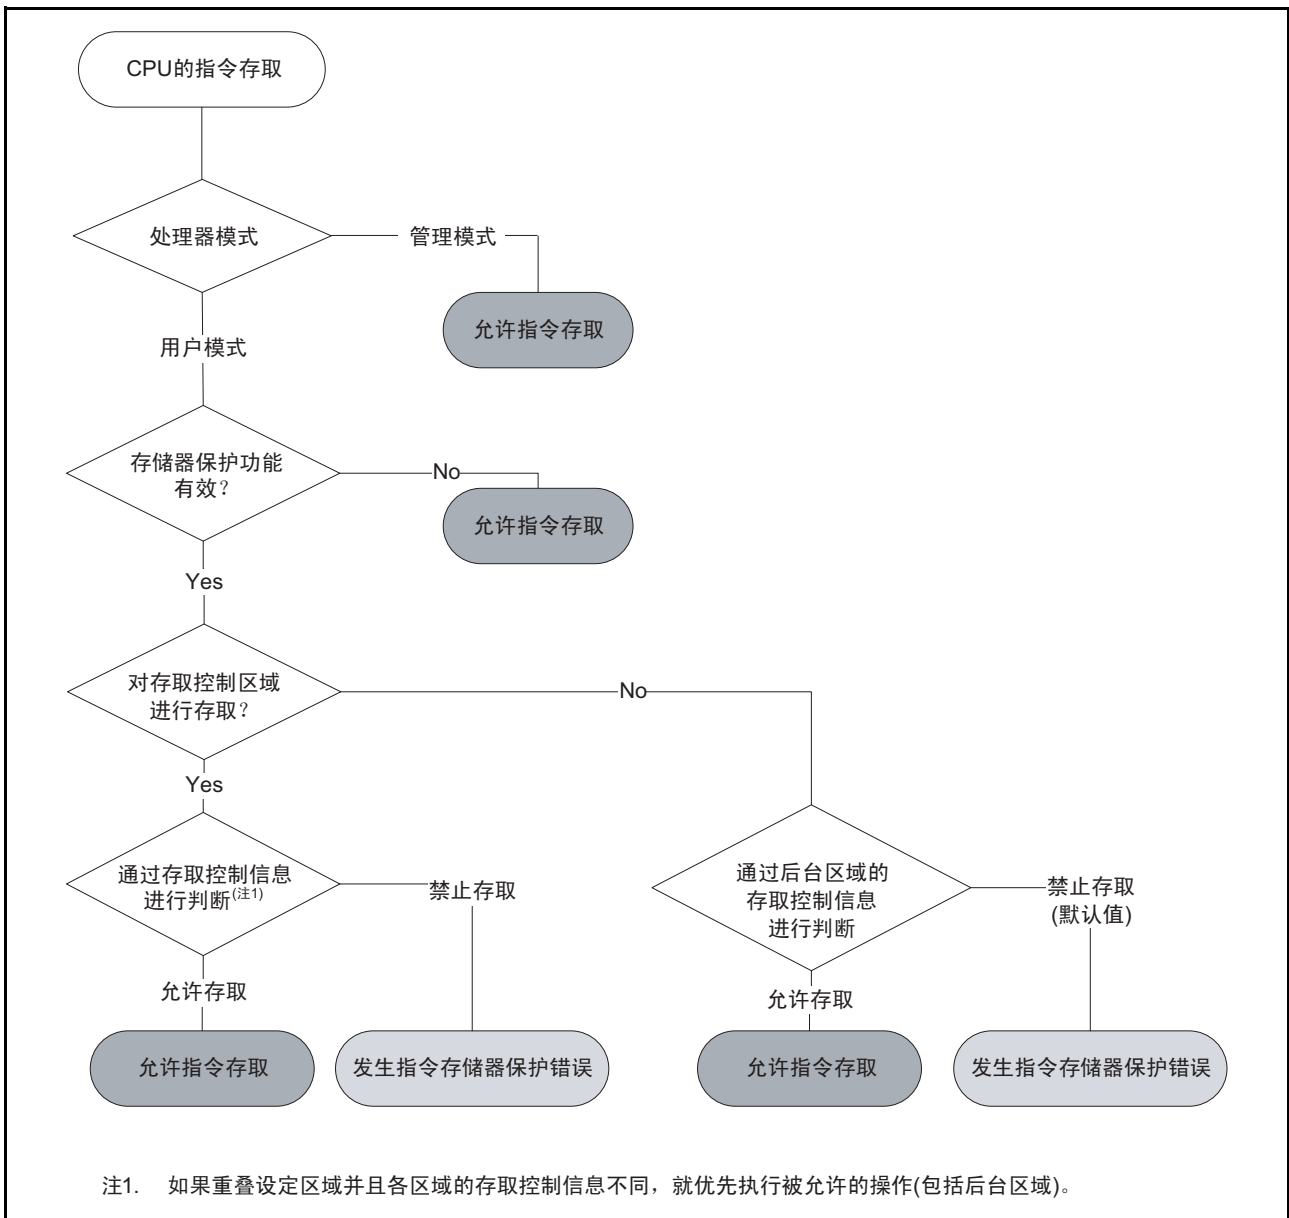 CPU的指令存取
处理器模式
管理模式
允许指令存取
用户模式
存储器保护功能
有效？
No
允许指令存取
Yes
对存取控制区域
进行存取？
No
Yes
通过存取控制信息
进行判断(注1)
禁止存取
通过后台区域的
存取控制信息
进行判断
禁止存取
(默认值)
允许存取
允许存取
允许指令存取
发生指令存储器保护错误
允许指令存取
发生指令存储器保护错误
注1. 如果重叠设定区域并且各区域的存取控制信息不同，就优先执行被允许的操作(包括后台区域)。